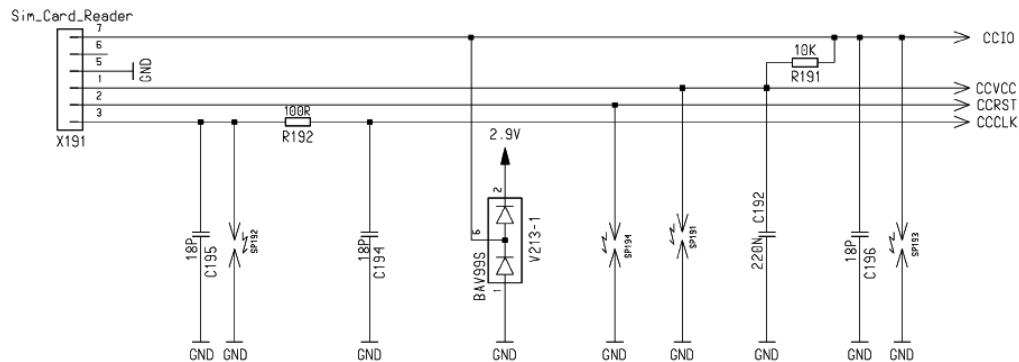 Sim_Card_Reader
7
6
5
1
2
3
X191
GND
100R
R192
10K
R191
CCIO
CCVCC
CCRST
CCCLK
2.9V
2
6
1
BAV99S
V213-1
18P
C195
SP192
18P
C194
SP194
SP191
C192
220N
18P
C196
SP193
GND GND GND GND GND GND GND GND GND